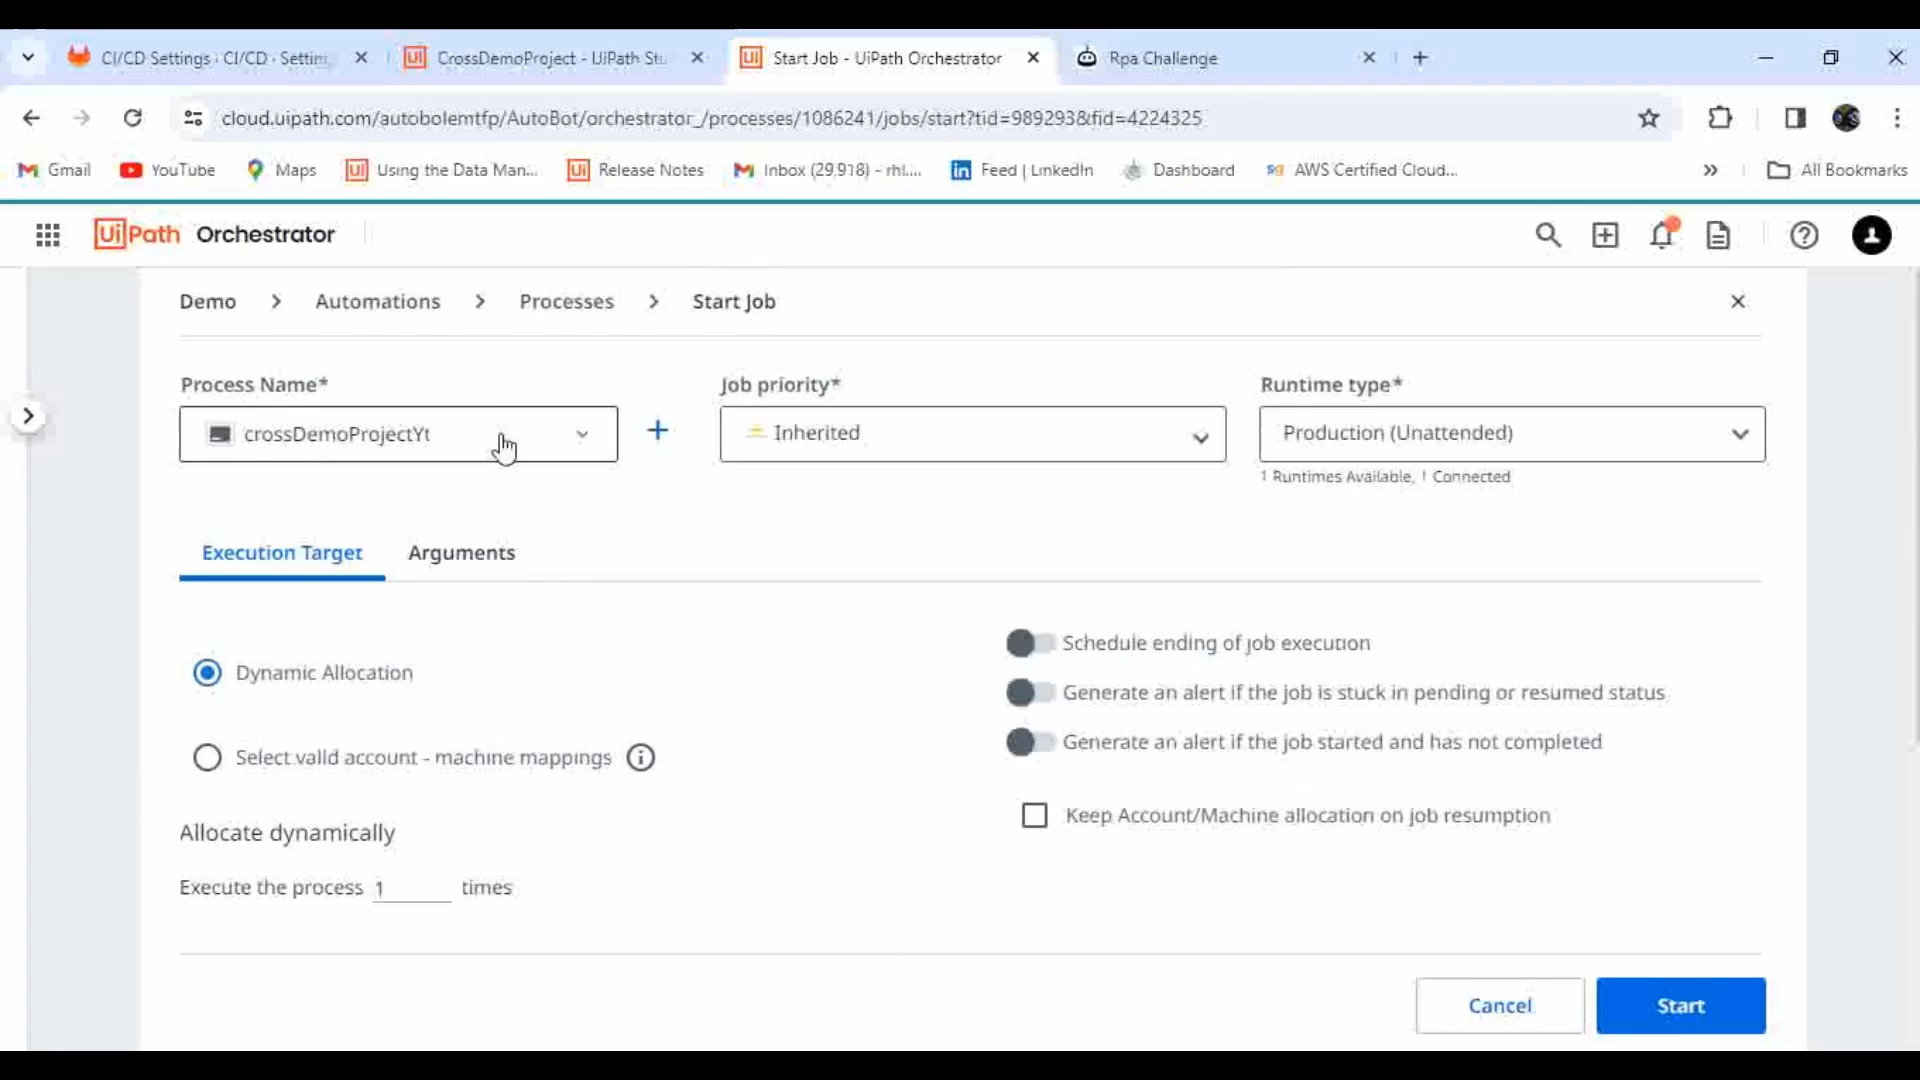 CI/CD Settings · CI/CD · Settin
CrossDemoProject - UiPath Stu
Start Job - UiPath Orchestrator
Rpa Challenge
cloud.uipath.com/autobolemtfp/AutoBot/orchestrator_/processes/1086241/jobs/start?tid=989293&fid=4224325
Gmail
YouTube
Maps
Using the Data Man...
Release Notes
Inbox (29,918) - rhl....
Feed | LinkedIn
Dashboard
AWS Certified Cloud...
All Bookmarks
UiPath Orchestrator
Demo > Automations > Processes > Start Job
Process Name*
Job priority*
Runtime type*
crossDemoProjectYt
Inherited
Production (Unattended)
1 Runtimes Available, 1 Connected
Execution Target
Arguments
Schedule ending of job execution
Dynamic Allocation
Generate an alert if the job is stuck in pending or resumed status
Generate an alert if the job started and has not completed
Select valid account - machine mappings
Keep Account/Machine allocation on job resumption
Allocate dynamically
Execute the process 1 times
Cancel
Start